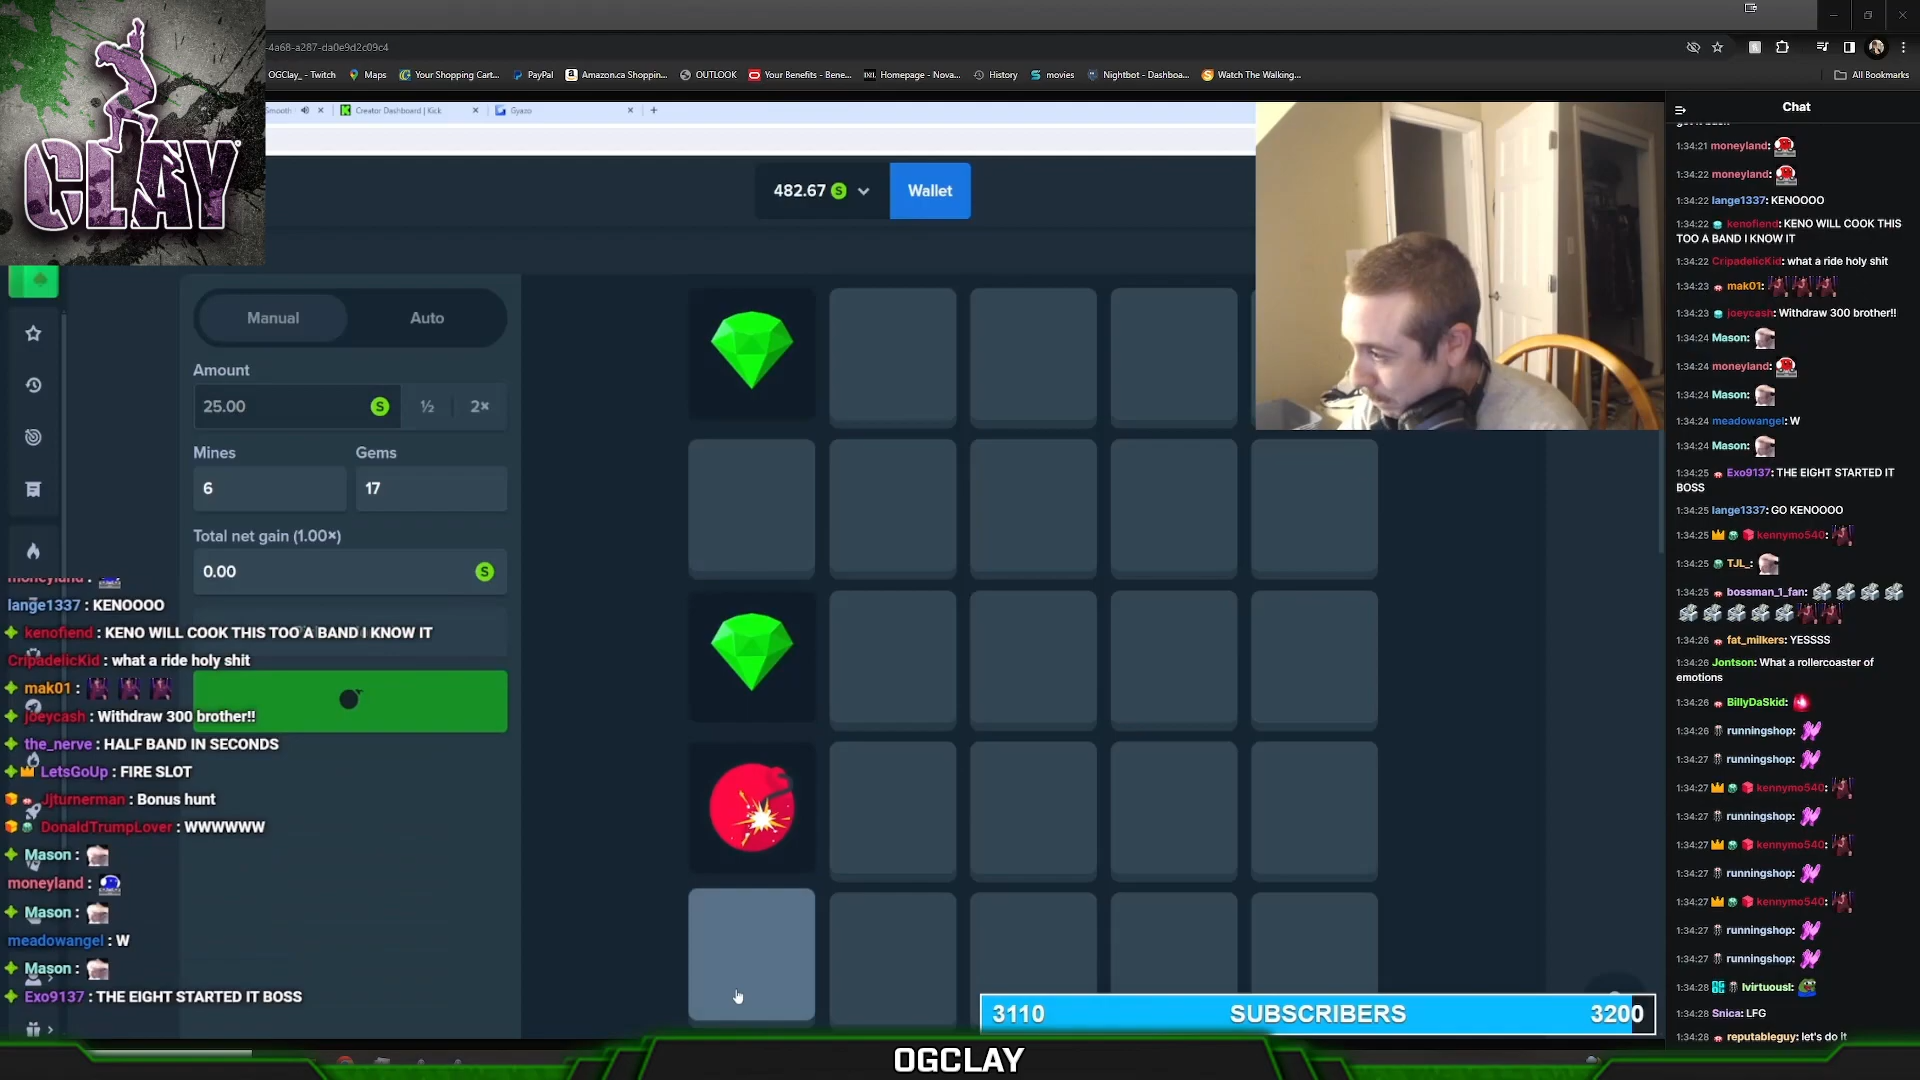 CLAY
-4a68-a287-da0e9d2c09c4
OGClay_ - Twitch
Maps
Your Shopping Cart...
PayPal
Amazon.ca Shoppin...
OUTLOOK
Your Benefits - Bene...
Homepage - Nova...
History
movies
Nightbot - Dashboa...
Watch The Walking...
All Bookmarks
Smooth
Creator Dashboard | Kick
Gyazo
482.67
Wallet
Manual
Auto
Amount
25.00
½
2×
Mines
Gems
6
17
Total net gain (1.00×)
0.00
moneyland :
lange1337 : KENOOOO
kenofiend : KENO WILL COOK THIS TOO A BAND I KNOW IT
CripadelicKid : what a ride holy shit
mak01 :
joeycash : Withdraw 300 brother!!
the_nerve : HALF BAND IN SECONDS
LetsGoUp : FIRE SLOT
Jjturnerman : Bonus hunt
DonaldTrumpLover : WWWWWW
Mason :
moneyland :
Mason :
meadowangel : W
Mason :
Exo9137 : THE EIGHT STARTED IT BOSS
3110
SUBSCRIBERS
3200
OGCLAY
Chat
1:34:21 moneyland:
1:34:22 moneyland:
1:34:22 lange1337: KENOOOO
1:34:22 kenofiend: KENO WILL COOK THIS
TOO A BAND I KNOW IT
1:34:22 CripadelicKid: what a ride holy shit
1:34:23 mak01:
1:34:23 joeycash: Withdraw 300 brother!!
1:34:24 Mason:
1:34:24 moneyland:
1:34:24 Mason:
1:34:24 meadowangel: W
1:34:24 Mason:
1:34:25 Exo9137: THE EIGHT STARTED IT
BOSS
1:34:25 lange1337: GO KENOOOO
1:34:25 kennymo540:
1:34:25 TJL_:
1:34:25 bossman_1_fan:
1:34:26 fat_milkers: YESSSS
1:34:26 Jontson: What a rollercoaster of
emotions
1:34:26 BillyDaSkid:
1:34:26 runningshop:
1:34:27 runningshop:
1:34:27 kennymo540:
1:34:27 runningshop:
1:34:27 kennymo540:
1:34:27 runningshop:
1:34:27 kennymo540:
1:34:27 runningshop:
1:34:27 runningshop:
1:34:28 lvirtuousl:
1:34:28 Snica: LFG
1:34:28 reputableguy: let's do it